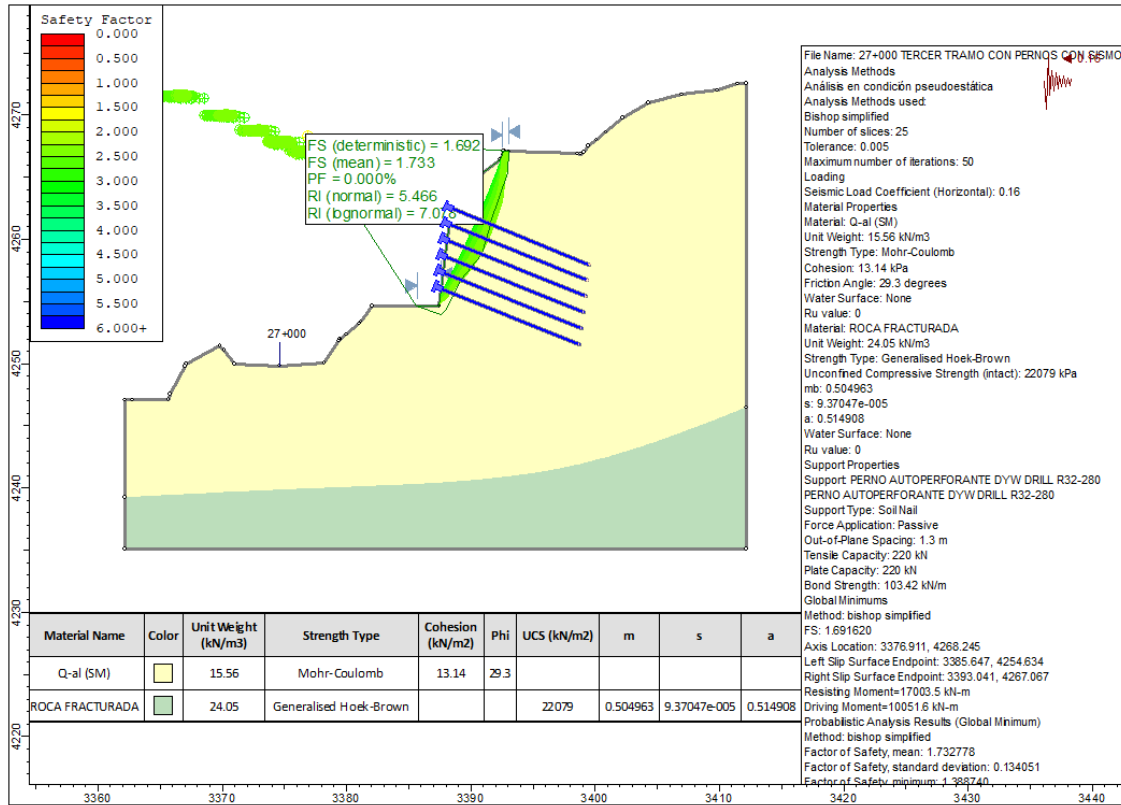 Safety Factor
0.000
0.500
1.000
1.500
2.000
2.500
3.000
3.500
4.000
4.500
5.000
5.500
6.000+
FS (deterministic) = 1.692
FS (mean) = 1.733
PF = 0.000%
RI (normal) = 5.466
RI (lognormal) = 7.078
27+000
0.16
File Name: 27+000 TERCER TRAMO CON PERNOS CON SISMO
Analysis Methods
Análisis en condición pseudoestática
Analysis Methods used:
Bishop simplified
Number of slices: 25
Tolerance: 0.005
Maximum number of iterations: 50
Loading
Seismic Load Coefficient (Horizontal): 0.16
Material Properties
Material: Q-al (SM)
Unit Weight: 15.56 kN/m3
Strength Type: Mohr-Coulomb
Cohesion: 13.14 kPa
Friction Angle: 29.3 degrees
Water Surface: None
Ru value: 0
Material: ROCA FRACTURADA
Unit Weight: 24.05 kN/m3
Strength Type: Generalised Hoek-Brown
Unconfined Compressive Strength (intact): 22079 kPa
mb: 0.504963
s: 9.37047e-005
a: 0.514908
Water Surface: None
Ru value: 0
Support Properties
Support: PERNO AUTOPERFORANTE DYW DRILL R32-280
PERNO AUTOPERFORANTE DYW DRILL R32-280
Support Type: Soil Nail
Force Application: Passive
Out-of-Plane Spacing: 1.3 m
Tensile Capacity: 220 kN
Plate Capacity: 220 kN
Bond Strength: 103.42 kN/m
Global Minimums
Method: bishop simplified
FS: 1.691620
Axis Location: 3376.911, 4268.245
Left Slip Surface Endpoint: 3385.647, 4254.634
Right Slip Surface Endpoint: 3393.041, 4267.067
Resisting Moment=17003.5 kN-m
Driving Moment=10051.6 kN-m
Probabilistic Analysis Results (Global Minimum)
Method: bishop simplified
Factor of Safety, mean: 1.732778
Factor of Safety, standard deviation: 0.134051
Factor of Safety, minimum: 1.388740
Material Name Color Unit Weight (kN/m3) Strength Type Cohesion (kN/m2) Phi UCS (kN/m2) m s a
Q-al (SM) 15.56 Mohr-Coulomb 13.14 29.3
ROCA FRACTURADA 24.05 Generalised Hoek-Brown 22079 0.504963 9.37047e-005 0.514908
4270
4260
4250
4240
4230
4220
3360 3370 3380 3390 3400 3410 3420 3430 3440